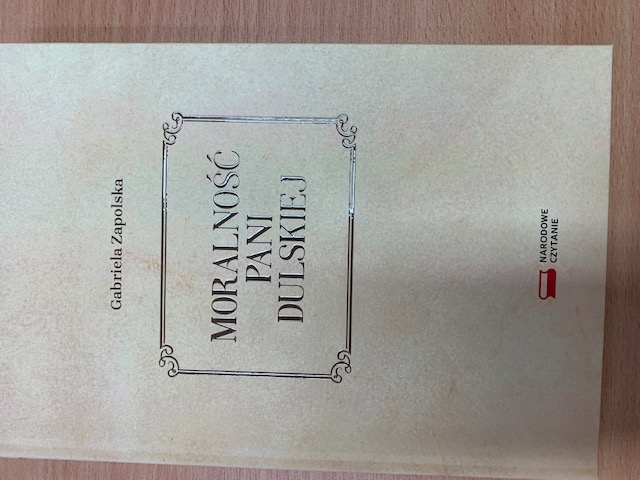 Gabriela Zapolska
MORALNOŚĆ
PANI
DULSKIEJ
NARODOWE
CZYTANIE